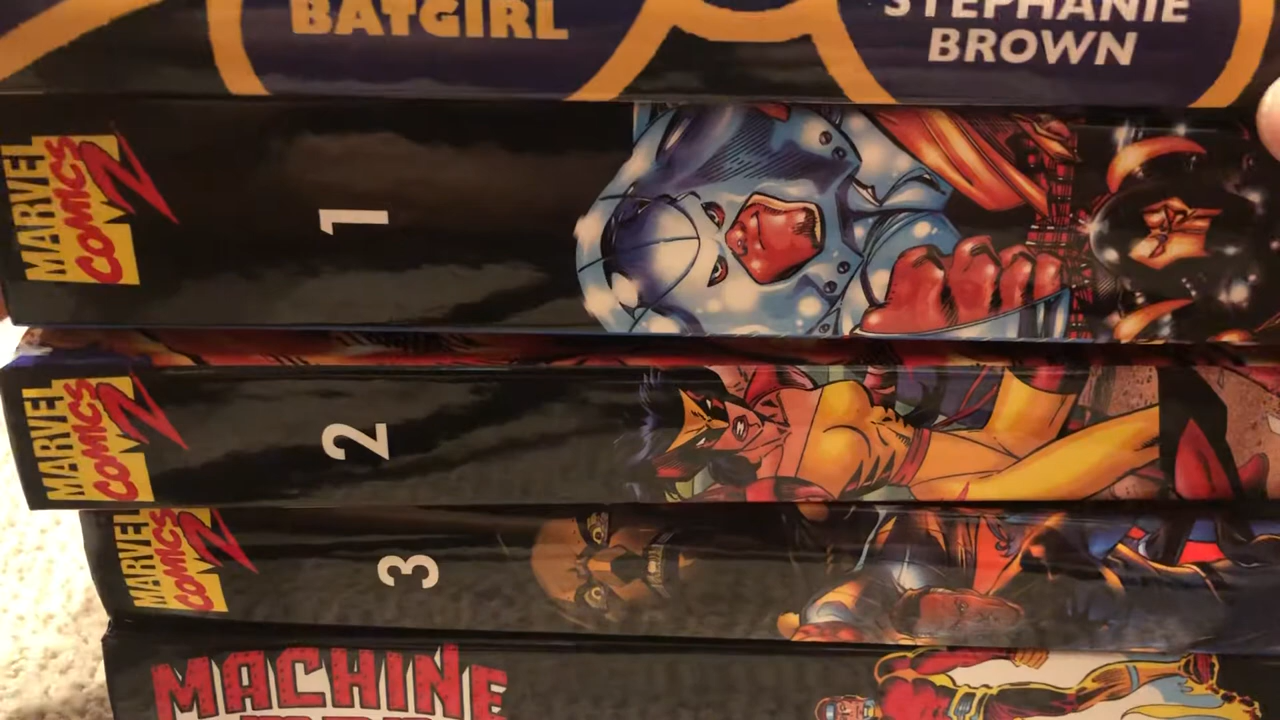 BATGIRL
STEPHANIE
BROWN
MARVEL
COMICS
Z
1
MARVEL
COMICS
Z
2
MARVEL
COMICS
Z
3
MACHINE